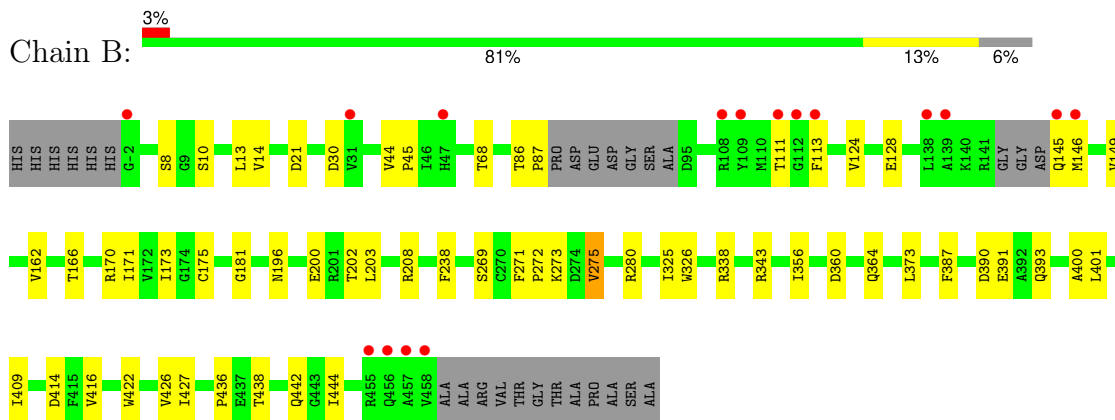 3%
Chain B:
81% 13% 6%
HIS HIS HIS HIS HIS HIS G-2 S8 G9 S10 L13 V14 D21 D30 V31 V44 P45 I46 H47 T68 T86 P87 PRO ASP GLU ASP GLY SER ALA D95 R108 Y109 M110 T111 G112 F113 V124 E128 L138 A139 K140 R141 GLY GLY ASP Q145 M146
V162 T166 R170 I171 V172 I173 G174 C175 G181 N196 E200 R201 T202 L203 R208 F238 S269 C270 F271 P272 K273 D274 V275 R280 I325 W326 R338 R343 I356 D360 Q364 L373 F387 D390 E391 A392 Q393 A400 L401
I409 D414 F415 V416 W422 V426 I427 P436 E437 T438 Q442 G443 I444 R455 Q456 A457 V458 ALA ALA ARG VAL THR GLY THR ALA PRO ALA SER ALA